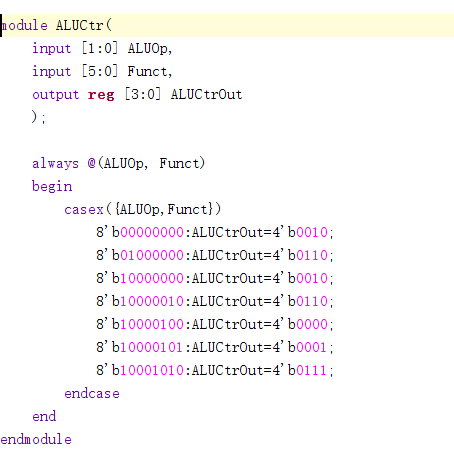 module ALUCtr(
input [1:0] ALUOp,
input [5:0] Funct,
output reg [3:0] ALUCtrOut
);
always @(ALUOp, Funct)
begin
casex({ALUOp,Funct})
8'b00000000:ALUCtrOut=4'b0010;
8'b01000000:ALUCtrOut=4'b0110;
8'b10000000:ALUCtrOut=4'b0010;
8'b10000010:ALUCtrOut=4'b0110;
8'b10000100:ALUCtrOut=4'b0000;
8'b10000101:ALUCtrOut=4'b0001;
8'b10001010:ALUCtrOut=4'b0111;
endcase
end
endmodule